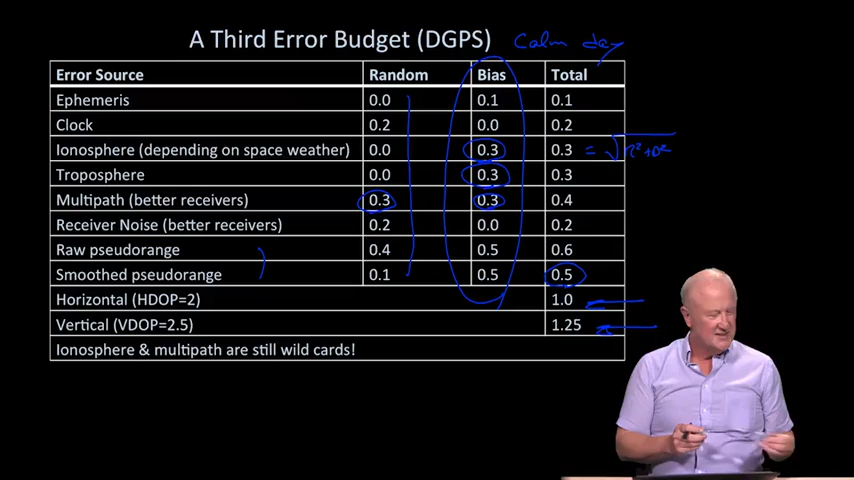 A Third Error Budget (DGPS) Calm day
Error Source Random Bias Total
Ephemeris 0.0 0.1 0.1
Clock 0.2 0.0 0.2
Ionosphere (depending on space weather) 0.0 0.3 0.3 =
Troposphere 0.0 0.3 0.3
Multipath (better receivers) 0.3 0.3 0.4
Receiver Noise (better receivers) 0.2 0.0 0.2
Raw pseudorange 0.4 0.5 0.6
Smoothed pseudorange 0.1 0.5 0.5
Horizontal (HDOP=2) 1.0
Vertical (VDOP=2.5) 1.25
Ionosphere & multipath are still wild cards!